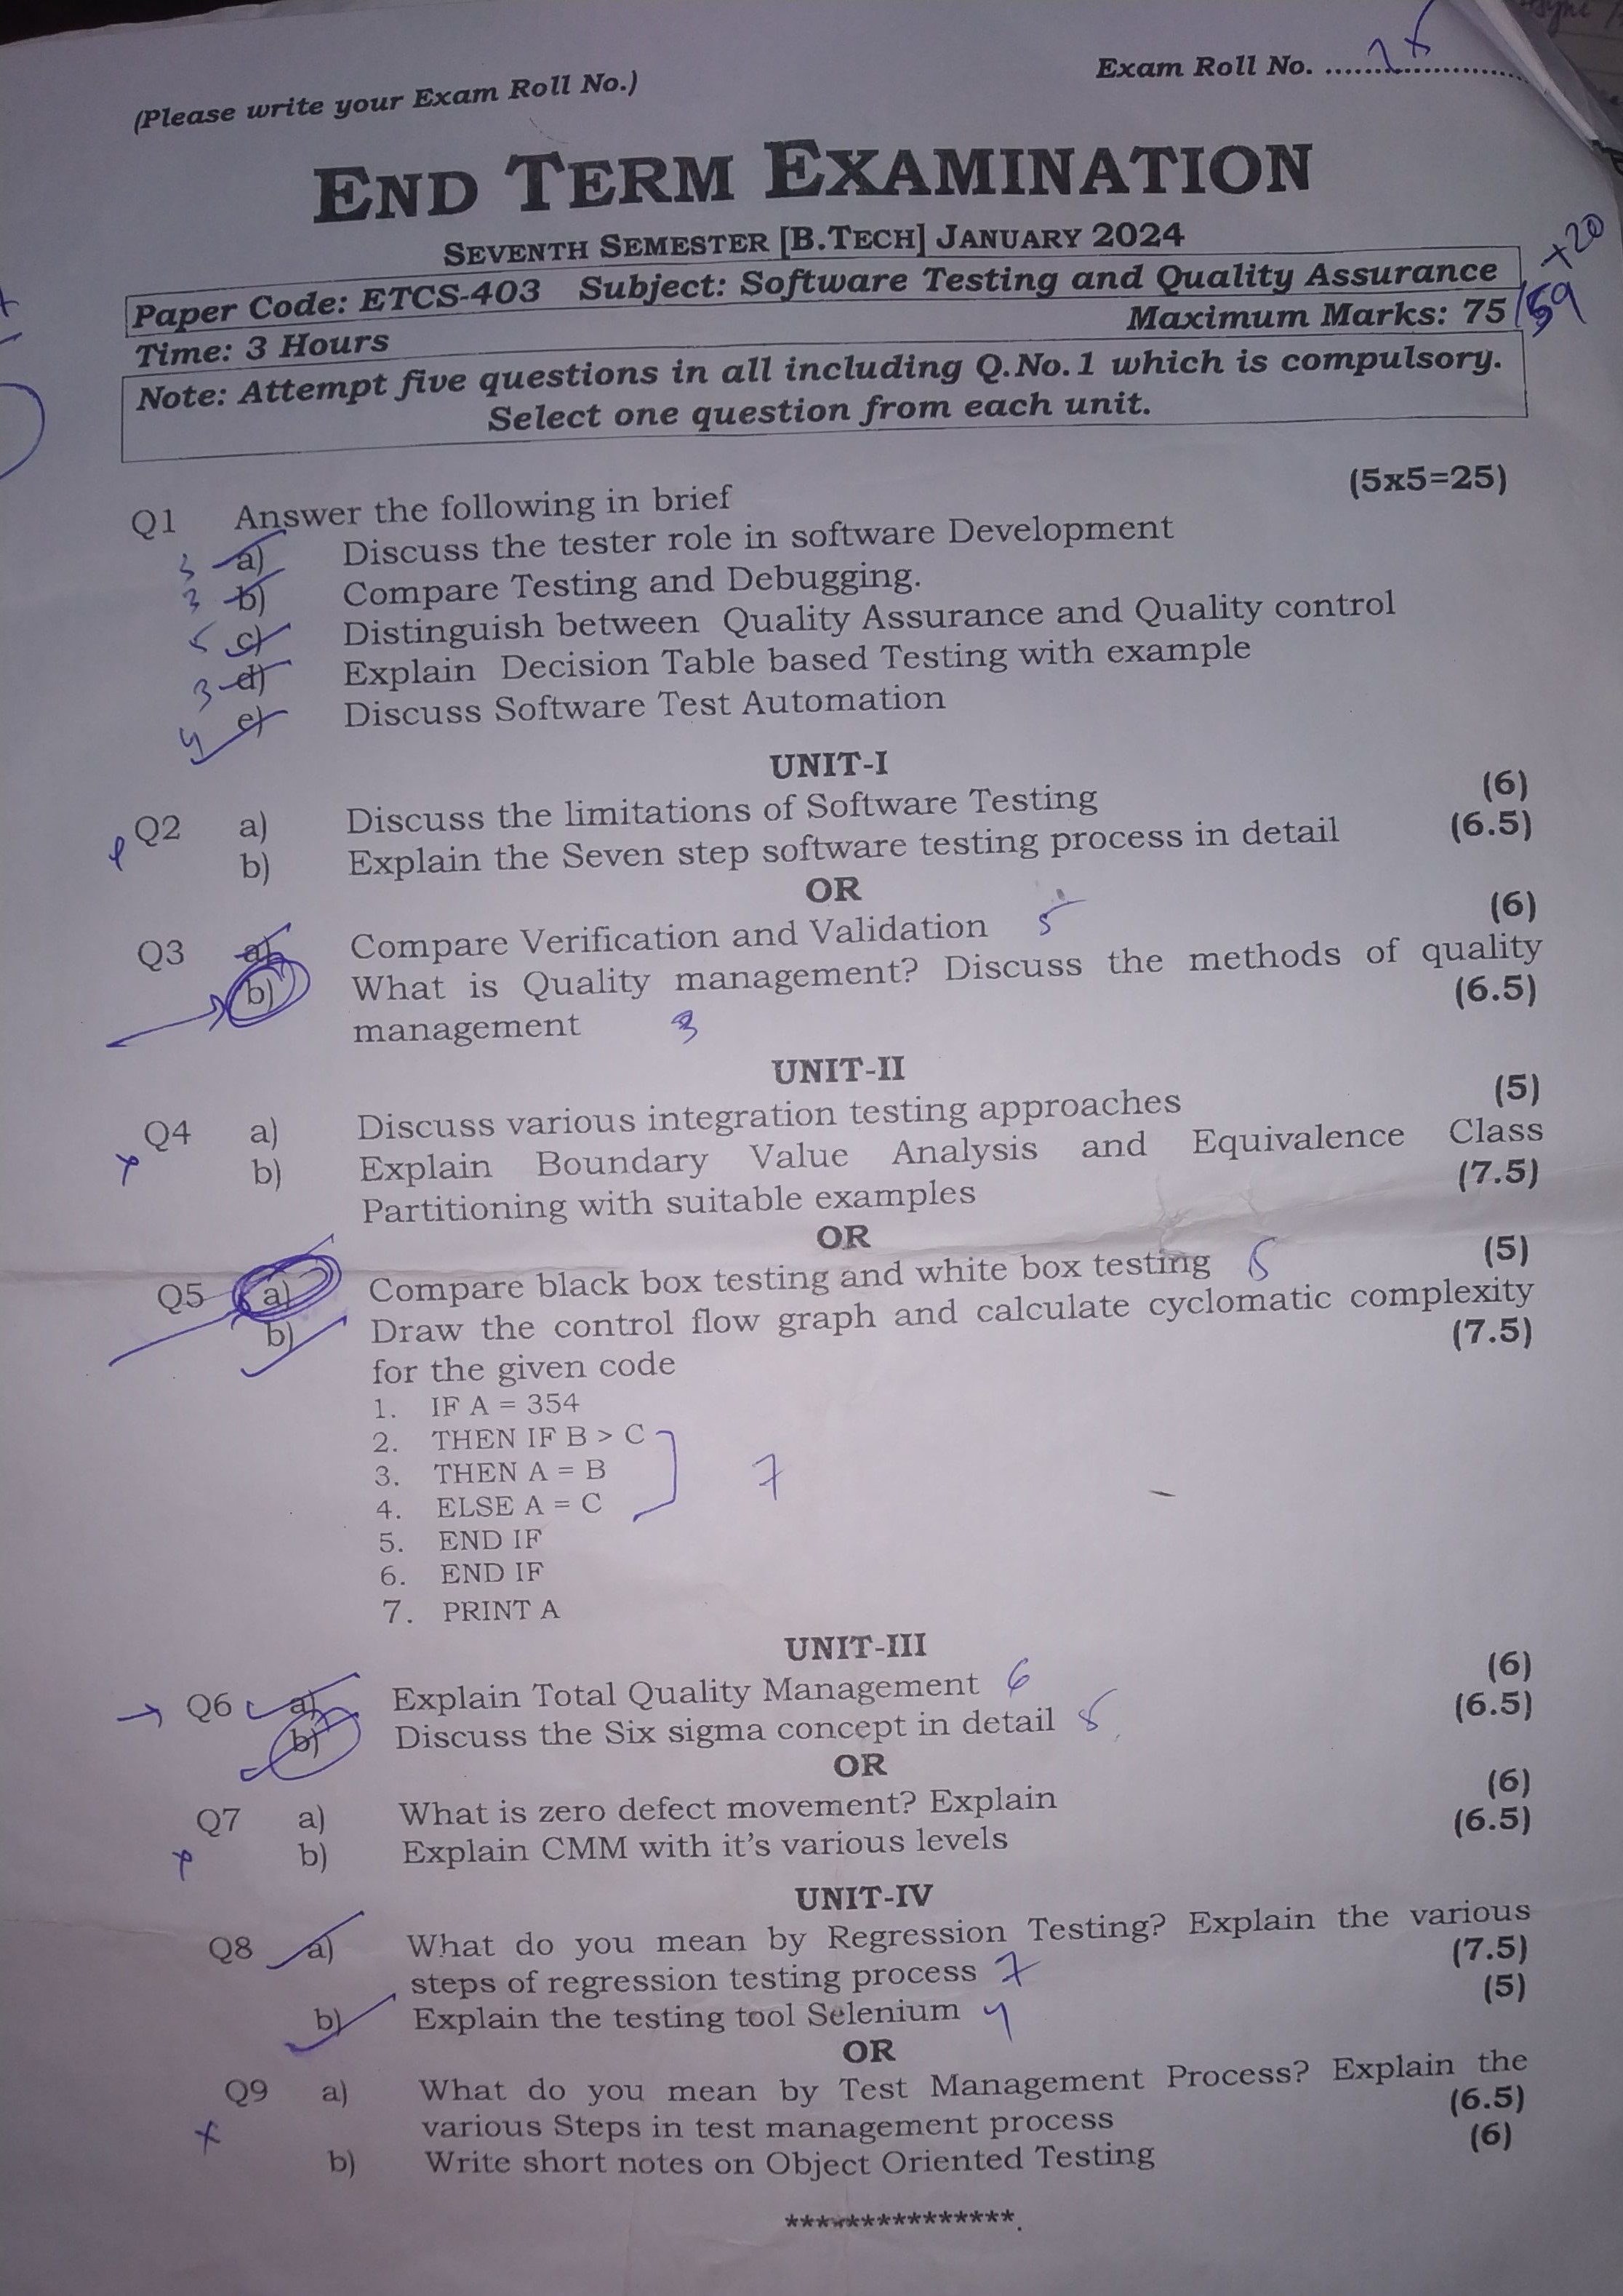 (Please write your Exam Roll No.) Exam Roll No. ........................
END TERM EXAMINATION
SEVENTH SEMESTER [B.TECH] JANUARY 2024
+20
Paper Code: ETCS-403 Subject: Software Testing and Quality Assurance
Time: 3 Hours Maximum Marks: 75 /59
Note: Attempt five questions in all including Q.No.1 which is compulsory.
Select one question from each unit.
Q1 Answer the following in brief (5x5=25)
3 a) Discuss the tester role in software Development
3 b) Compare Testing and Debugging.
c) Distinguish between Quality Assurance and Quality control
3 d) Explain Decision Table based Testing with example
4 e) Discuss Software Test Automation
UNIT-I
Q2 a) Discuss the limitations of Software Testing (6)
b) Explain the Seven step software testing process in detail (6.5)
OR
Q3 a) Compare Verification and Validation 5 (6)
b) What is Quality management? Discuss the methods of quality
management 3 (6.5)
UNIT-II
Q4 a) Discuss various integration testing approaches (5)
b) Explain Boundary Value Analysis and Equivalence Class
Partitioning with suitable examples (7.5)
OR
Q5 a) Compare black box testing and white box testing 5 (5)
b) Draw the control flow graph and calculate cyclomatic complexity
for the given code (7.5)
1. IF A = 354
2. THEN IF B > C
3. THEN A = B 7
4. ELSE A = C
5. END IF
6. END IF
7. PRINT A
UNIT-III
Q6 a) Explain Total Quality Management 6 (6)
b) Discuss the Six sigma concept in detail 5 (6.5)
OR
Q7 a) What is zero defect movement? Explain (6)
b) Explain CMM with it's various levels (6.5)
UNIT-IV
Q8 a) What do you mean by Regression Testing? Explain the various
steps of regression testing process 7 (7.5)
b) Explain the testing tool Selenium 4 (5)
OR
Q9 a) What do you mean by Test Management Process? Explain the
various Steps in test management process (6.5)
b) Write short notes on Object Oriented Testing (6)
****************.